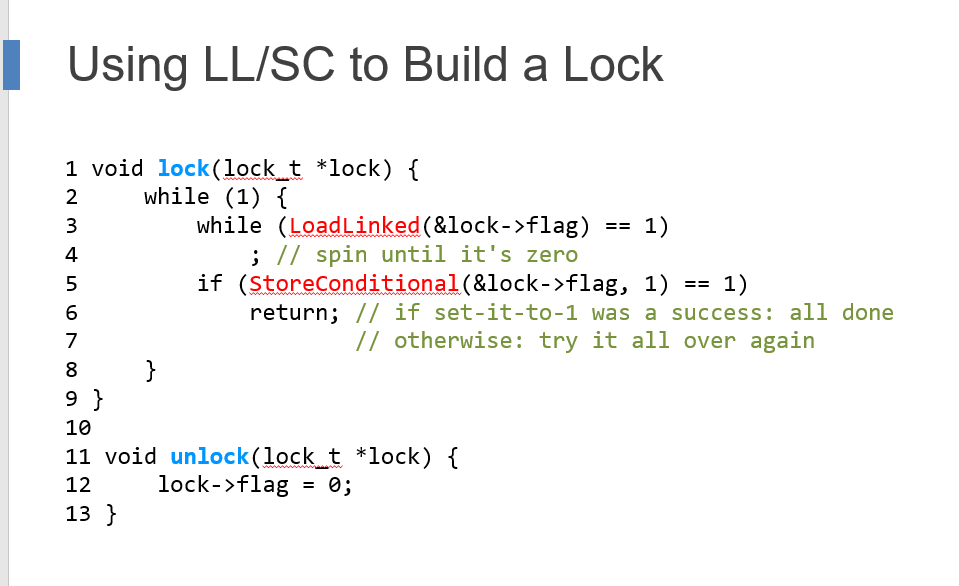 Using LL/SC to Build a Lock
1 void lock(lock_t *lock) {
2     while (1) {
3         while (LoadLinked(&lock->flag) == 1)
4             ; // spin until it's zero
5         if (StoreConditional(&lock->flag, 1) == 1)
6             return; // if set-it-to-1 was a success: all done
7                     // otherwise: try it all over again
8     }
9 }
10
11 void unlock(lock_t *lock) {
12     lock->flag = 0;
13 }